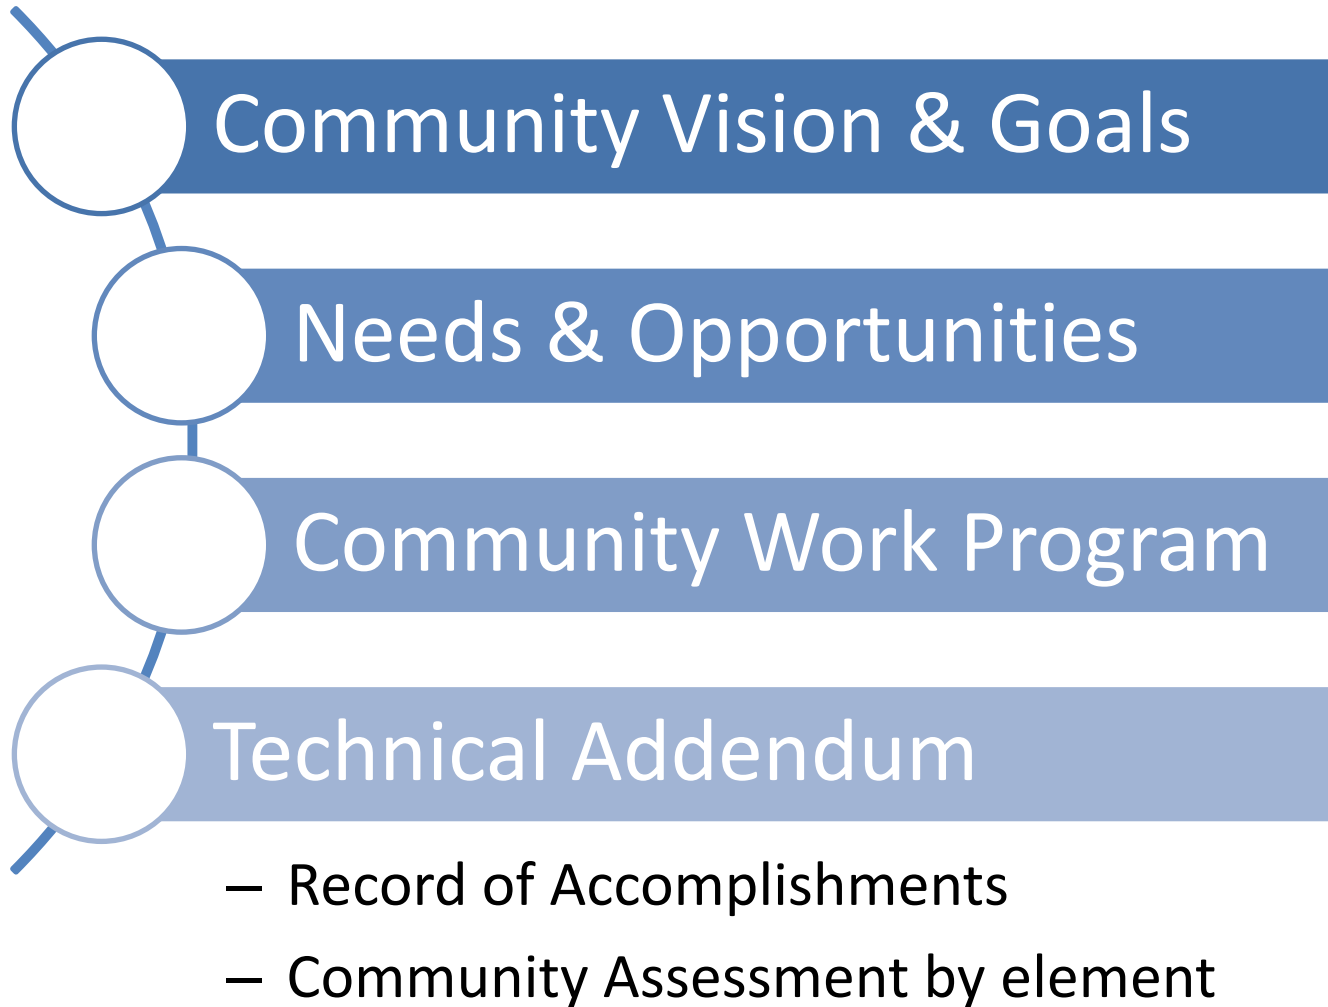 Community Vision & Goals
Needs & Opportunities
Community Work Program
Technical Addendum
– Record of Accomplishments
– Community Assessment by element